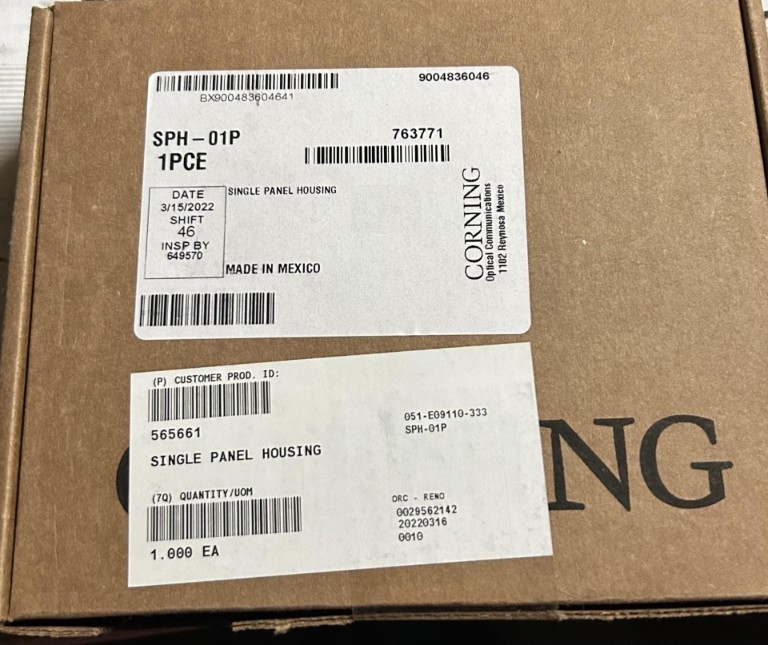 9004836046
BX900483604641
SPH-01P
763771
1PCE
DATE
3/15/2022
SHIFT
46
INSP BY
649570
SINGLE PANEL HOUSING
MADE IN MEXICO
CORNING
Optical Communications
1102 Reynosa Mexico
(P) CUSTOMER PROD. ID:
565661
SINGLE PANEL HOUSING
051-E09110-333
SPH-01P
(7Q) QUANTITY/UOM
1.000 EA
ORC - RENO
0029562142
20220316
0010
NG